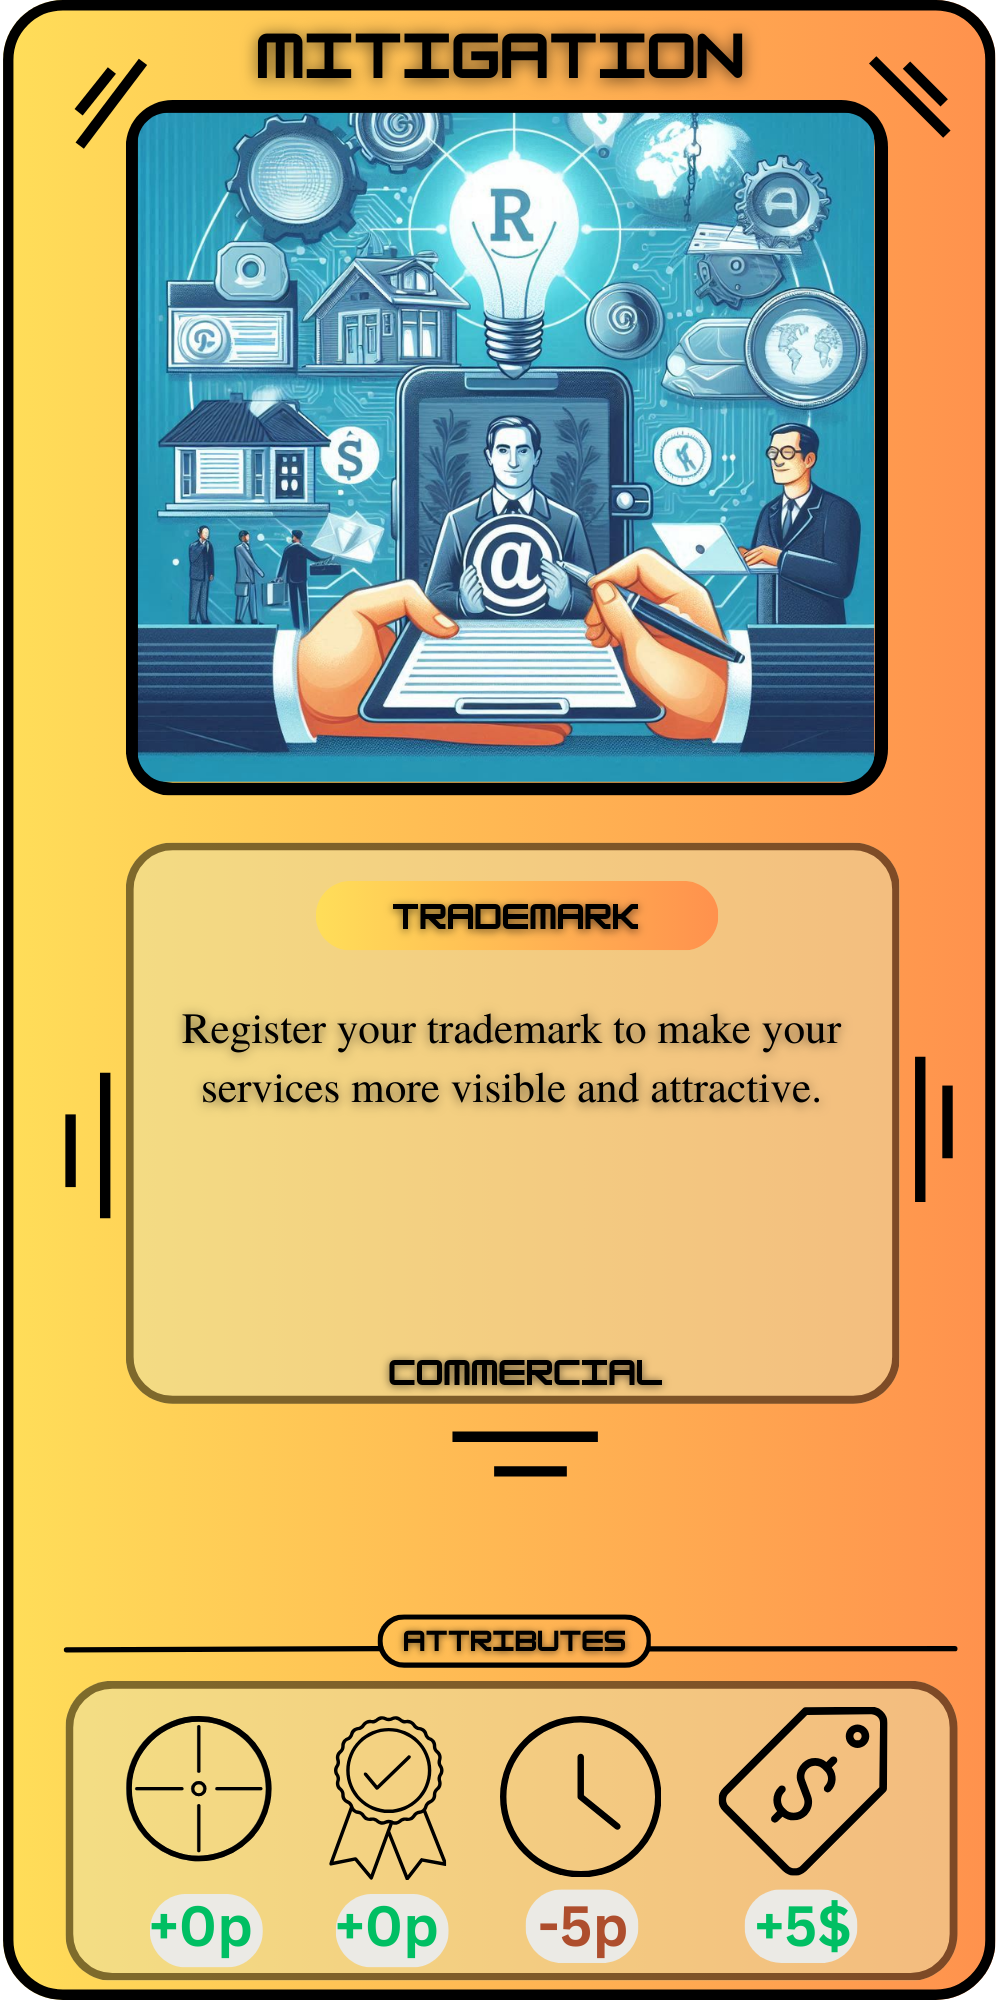 MITIGATION
R
$
@
TRADEMARK
Register your trademark to make your
services more visible and attractive.
COMMERCIAL
ATTRIBUTES
$
+0p +0p -5p +5$